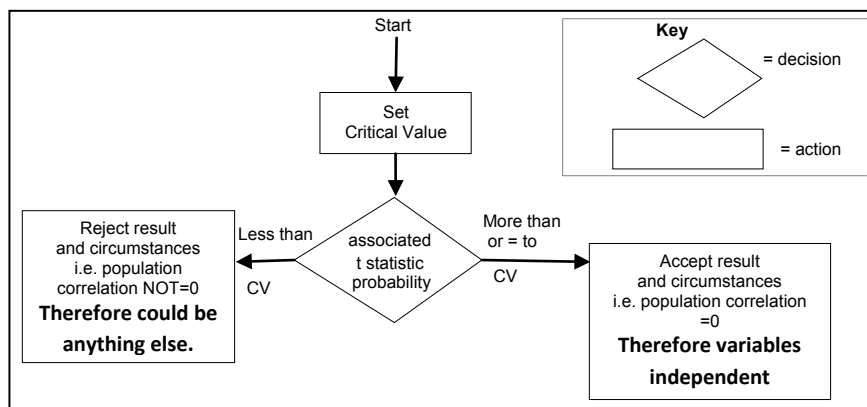 Start
Key
= decision
= action
Set
Critical Value
associated
t statistic
probability
Less than
CV
More than
or = to
CV
Reject result
and circumstances
i.e. population
correlation NOT=0
Therefore could be
anything else.
Accept result
and circumstances
i.e. population correlation
=0
Therefore variables
independent